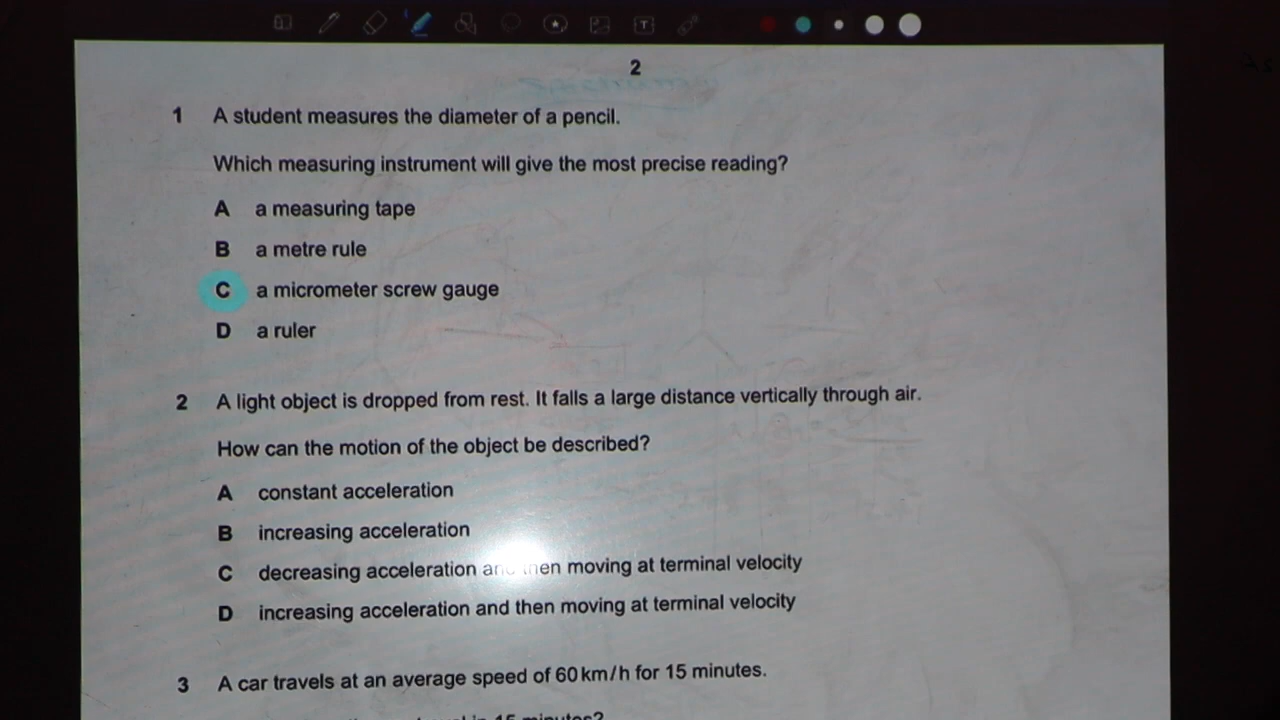 2
1 A student measures the diameter of a pencil.
Which measuring instrument will give the most precise reading?
A a measuring tape
B a metre rule
C a micrometer screw gauge
D a ruler
2 A light object is dropped from rest. It falls a large distance vertically through air.
How can the motion of the object be described?
A constant acceleration
B increasing acceleration
C decreasing acceleration and then moving at terminal velocity
D increasing acceleration and then moving at terminal velocity
3 A car travels at an average speed of 60 km/h for 15 minutes.
in 15 minutes?